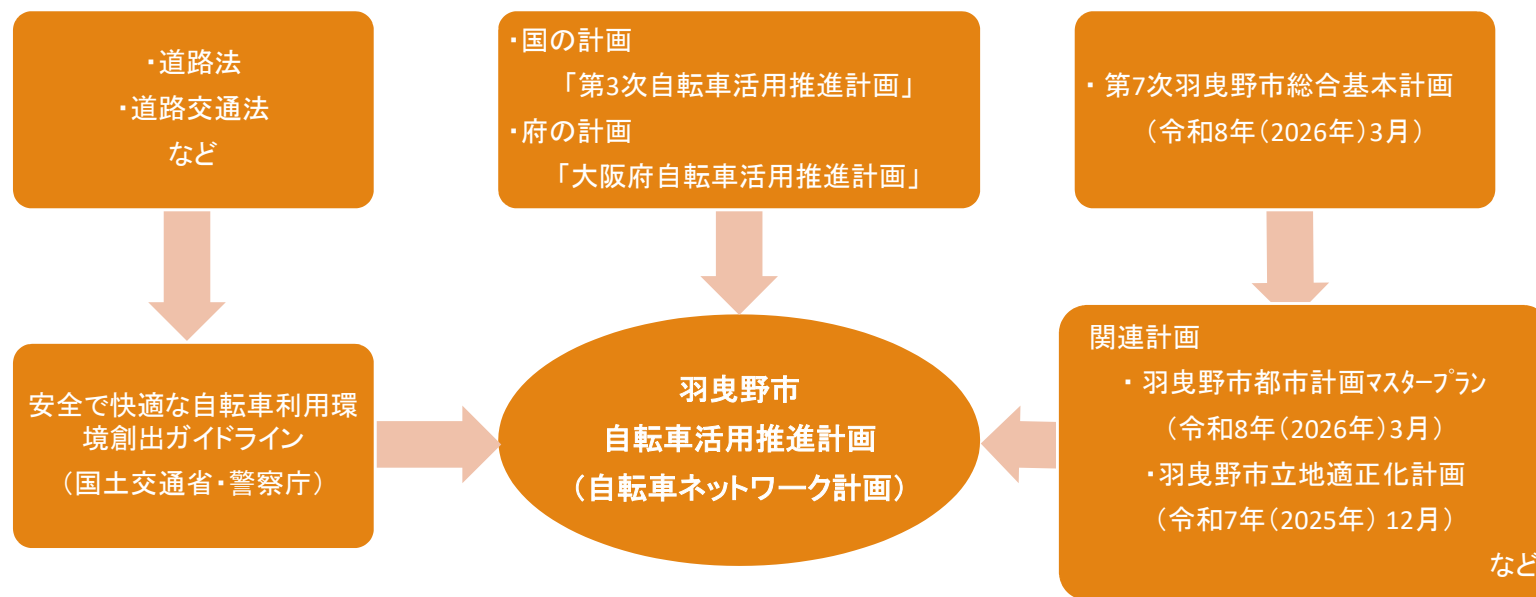 ・道路法
・道路交通法
など
・国の計画
「第3次自転車活用推進計画」
・府の計画
「大阪府自転車活用推進計画」
・第7次羽曳野市総合基本計画
（令和8年（2026年）3月）
安全で快適な自転車利用環
境創出ガイドライン
（国土交通省・警察庁）
羽曳野市
自転車活用推進計画
（自転車ネットワーク計画）
関連計画
・羽曳野市都市計画ﾏｽﾀｰﾌﾟﾗﾝ
（令和8年（2026年）3月）
・羽曳野市立地適正化計画
（令和7年（2025年）12月）
など